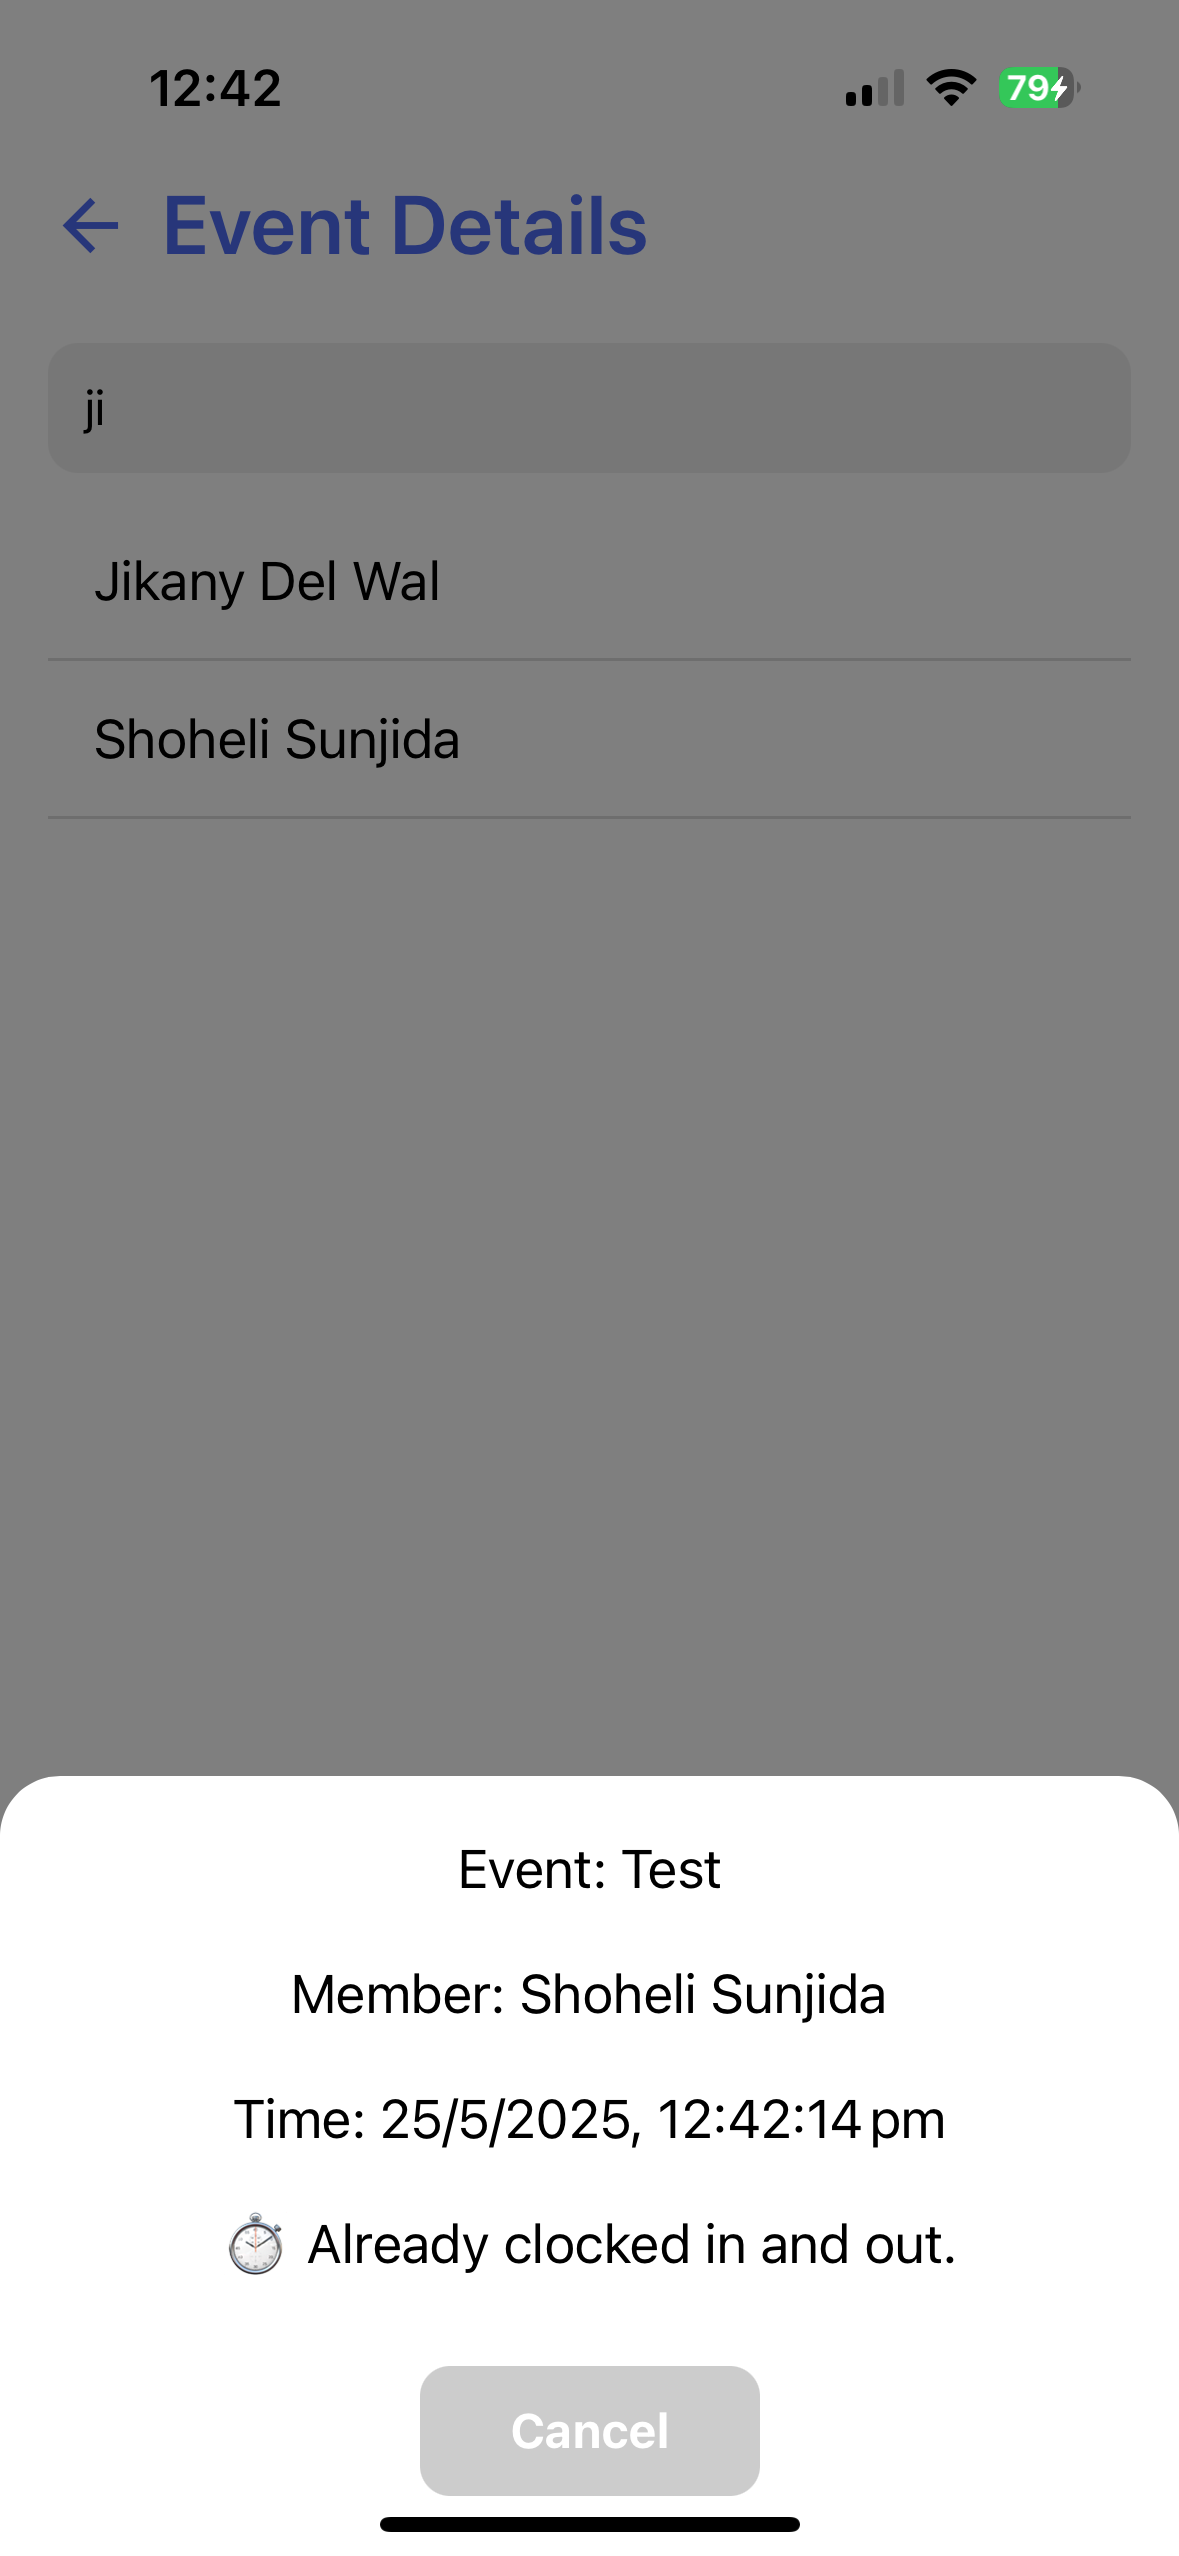 12:42
79
Event Details
ji
Jikany Del Wal
Shoheli Sunjida
Event: Test
Member: Shoheli Sunjida
Time: 25/5/2025, 12:42:14 pm
⏱️ Already clocked in and out.
Cancel